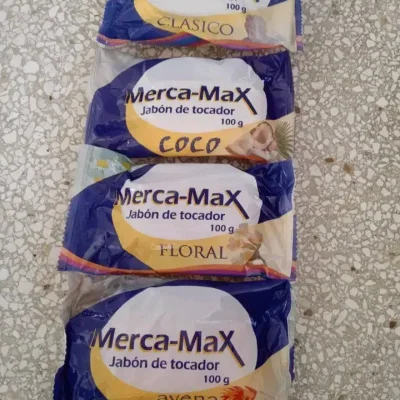 100 g
CLASICO
Merca-MaX
Jabón de tocador
100 g
COCO
Merca-MaX
Jabón de tocador
100 g
FLORAL
Merca-MaX
Jabón de tocador
100 g
avena